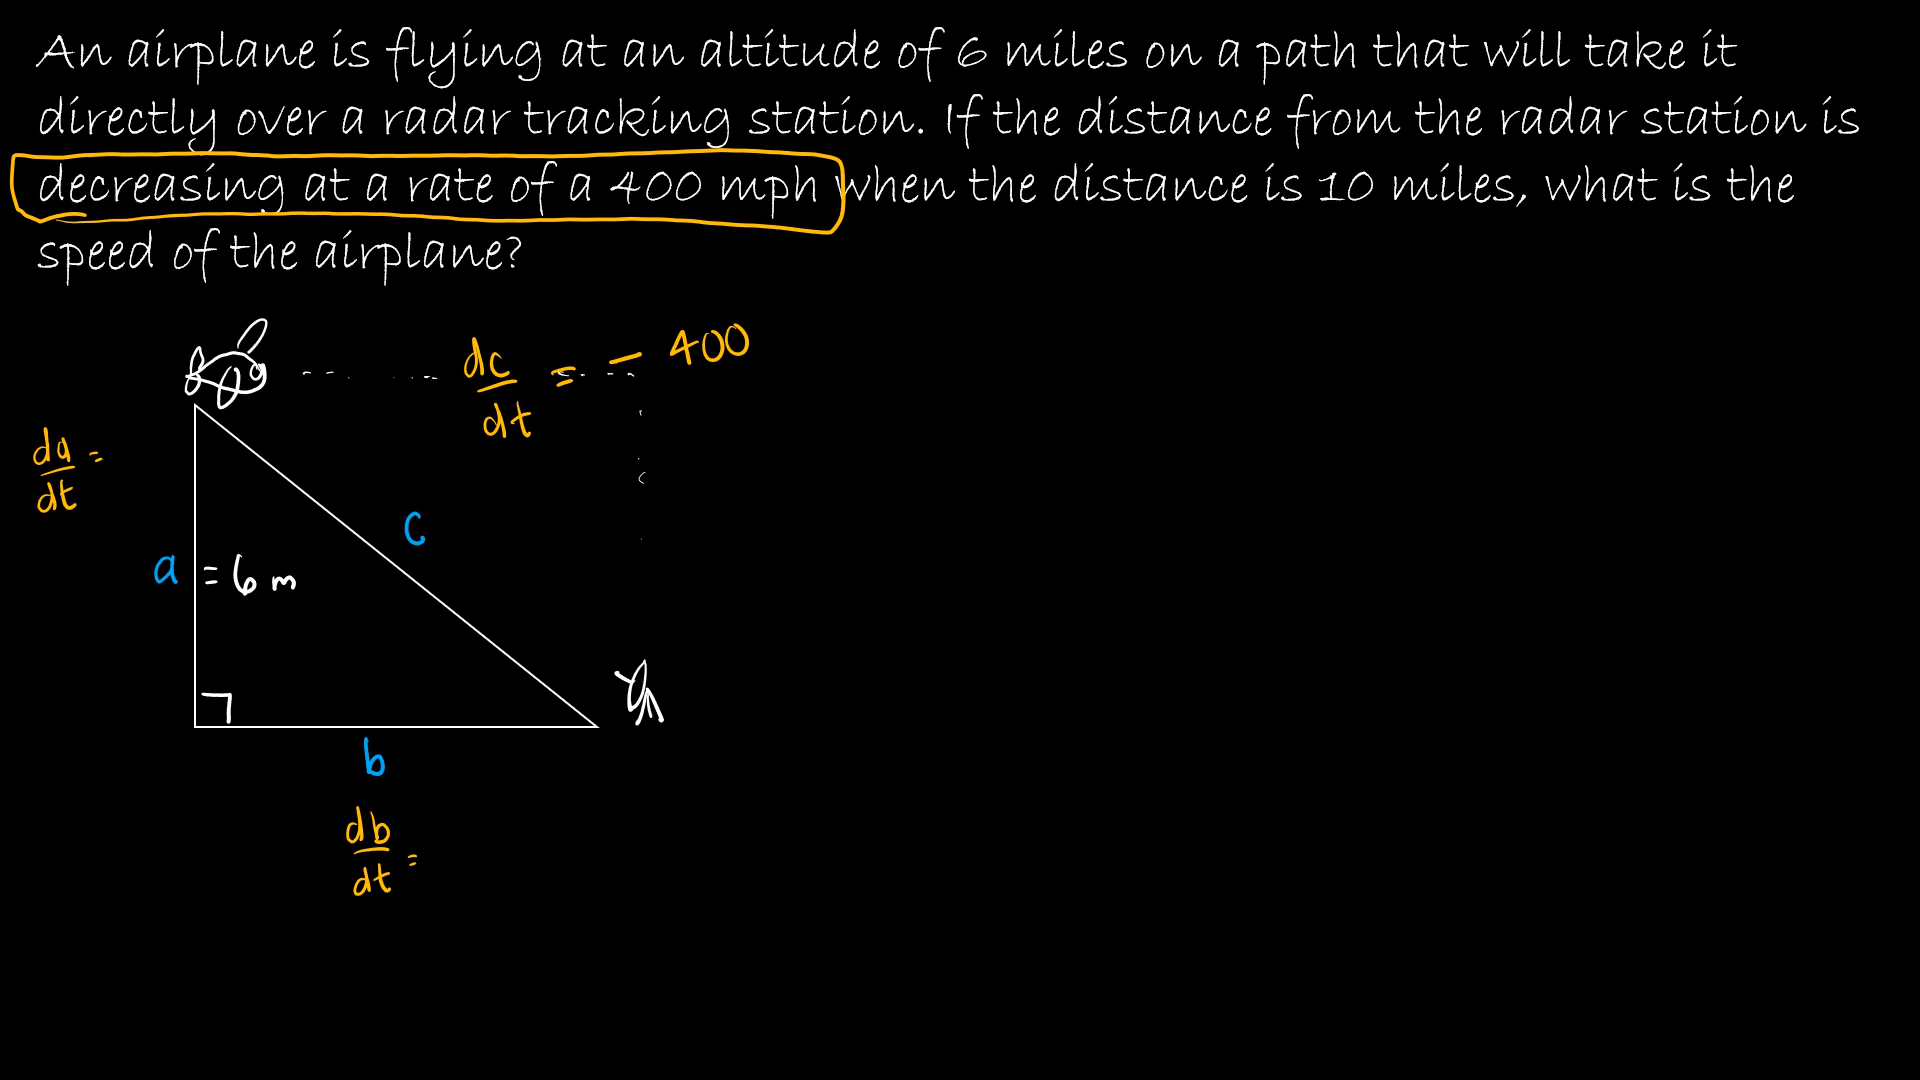 An airplane is flying at an altitude of 6 miles on a path that will take it
directly over a radar tracking station. If the distance from the radar station is
decreasing at a rate of a 400 mph when the distance is 10 miles, what is the
speed of the airplane?
dc/dt = - 400
da/dt =
c
a = 6 m
b
db/dt =